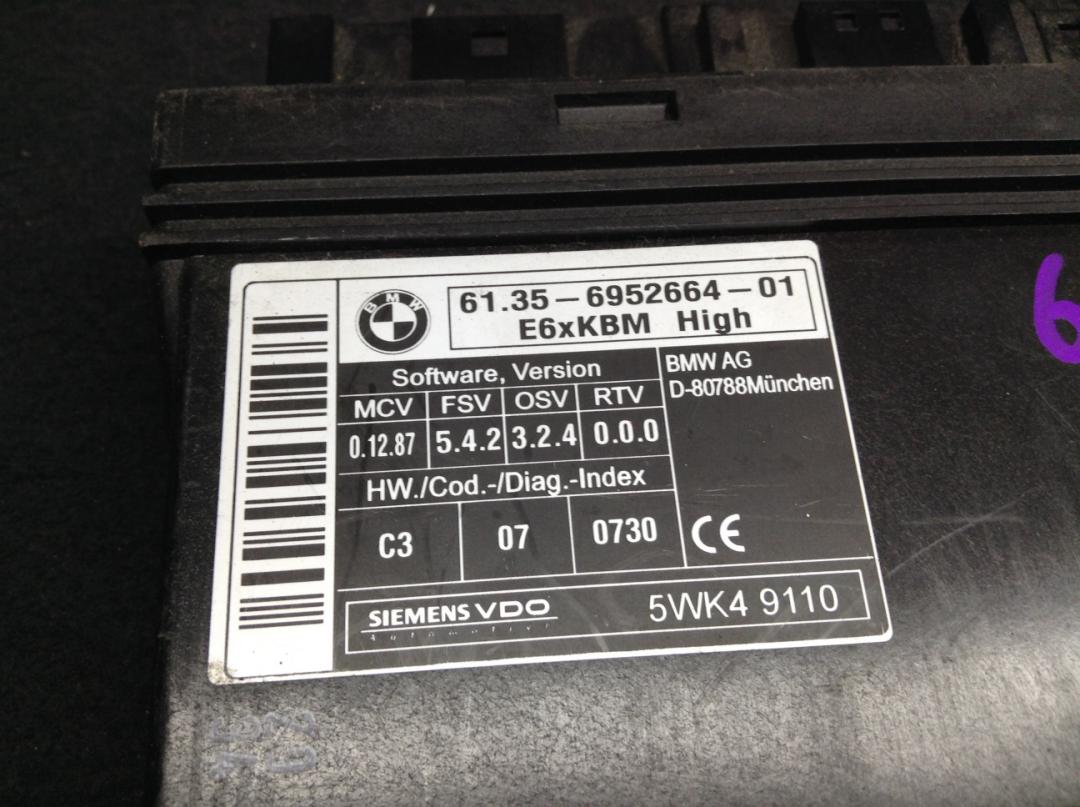 BMW
61.35-6952664-01
E6xKBM High
Software, Version
MCV FSV OSV RTV
0.12.87 5.4.2 3.2.4 0.0.0
HW./Cod.-/Diag.-Index
C3 07 0730
BMW AG
D-80788München
CE
SIEMENS VDO
Automotive
5WK4 9110
6